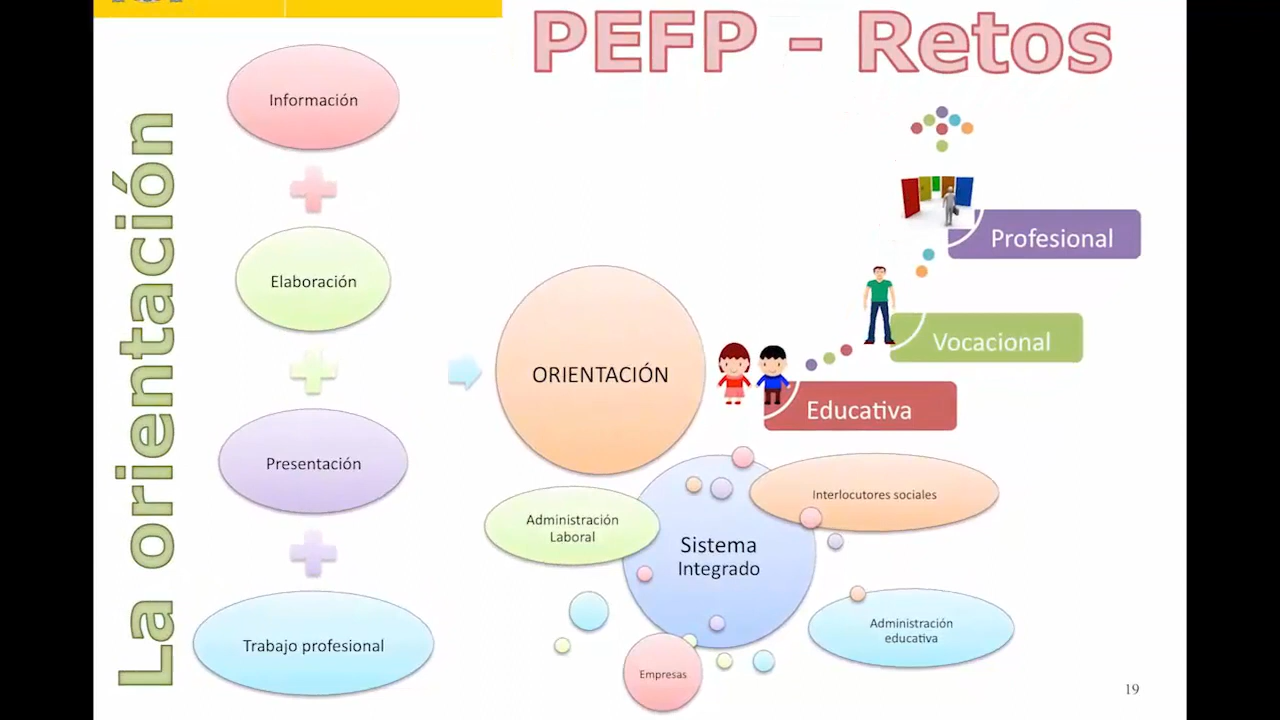 PEFP - Retos
La orientación
Información
Elaboración
Presentación
Trabajo profesional
ORIENTACIÓN
Profesional
Vocacional
Educativa
Interlocutores sociales
Administración
Laboral
Sistema
Integrado
Administración
educativa
Empresas
19